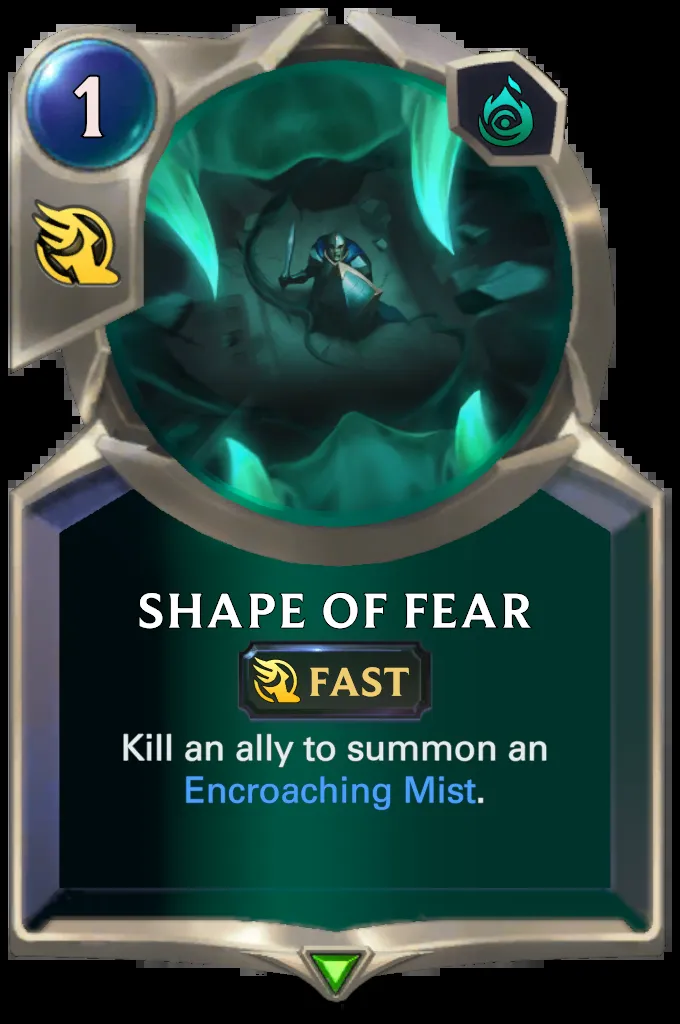 1
SHAPE OF FEAR
FAST
Kill an ally to summon an
Encroaching Mist.